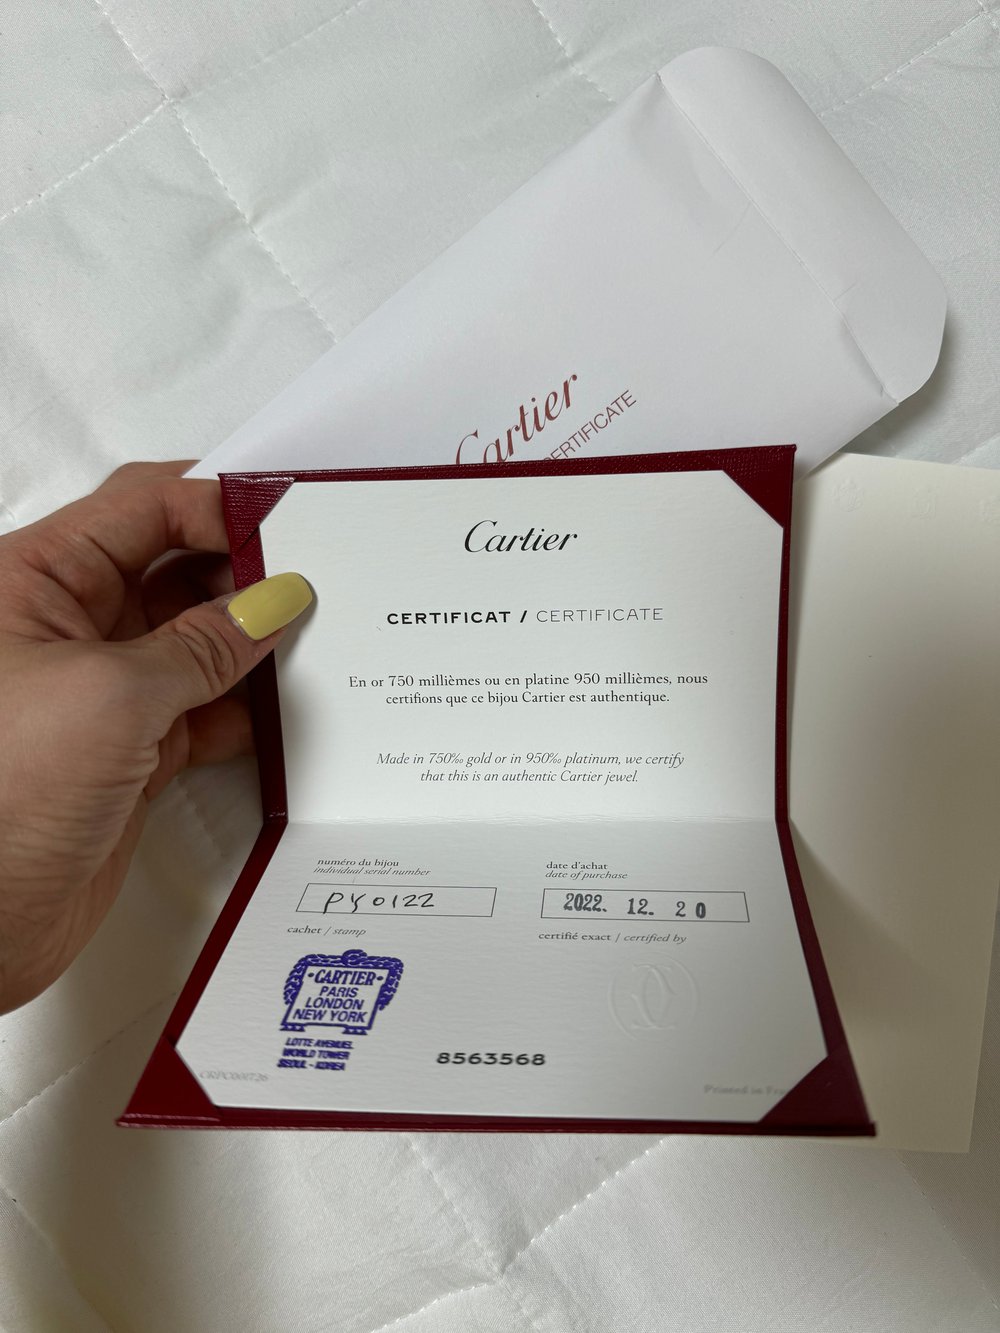 Cartier
CERTIFICATE
Cartier
CERTIFICAT / CERTIFICATE
En or 750 millièmes ou en platine 950 millièmes, nous
certifions que ce bijou Cartier est authentique.
Made in 750‰ gold or in 950‰ platinum, we certify
that this is an authentic Cartier jewel.
numéro du bijou
individual serial number
date d'achat
date of purchase
PY0122
2022. 12. 20
cachet / stamp
certifié exact / certified by
CARTIER
PARIS
LONDON
NEW YORK
LOTTE AVENUEL
WORLD TOWER
SEOUL - KOREA
8563568
Printed in